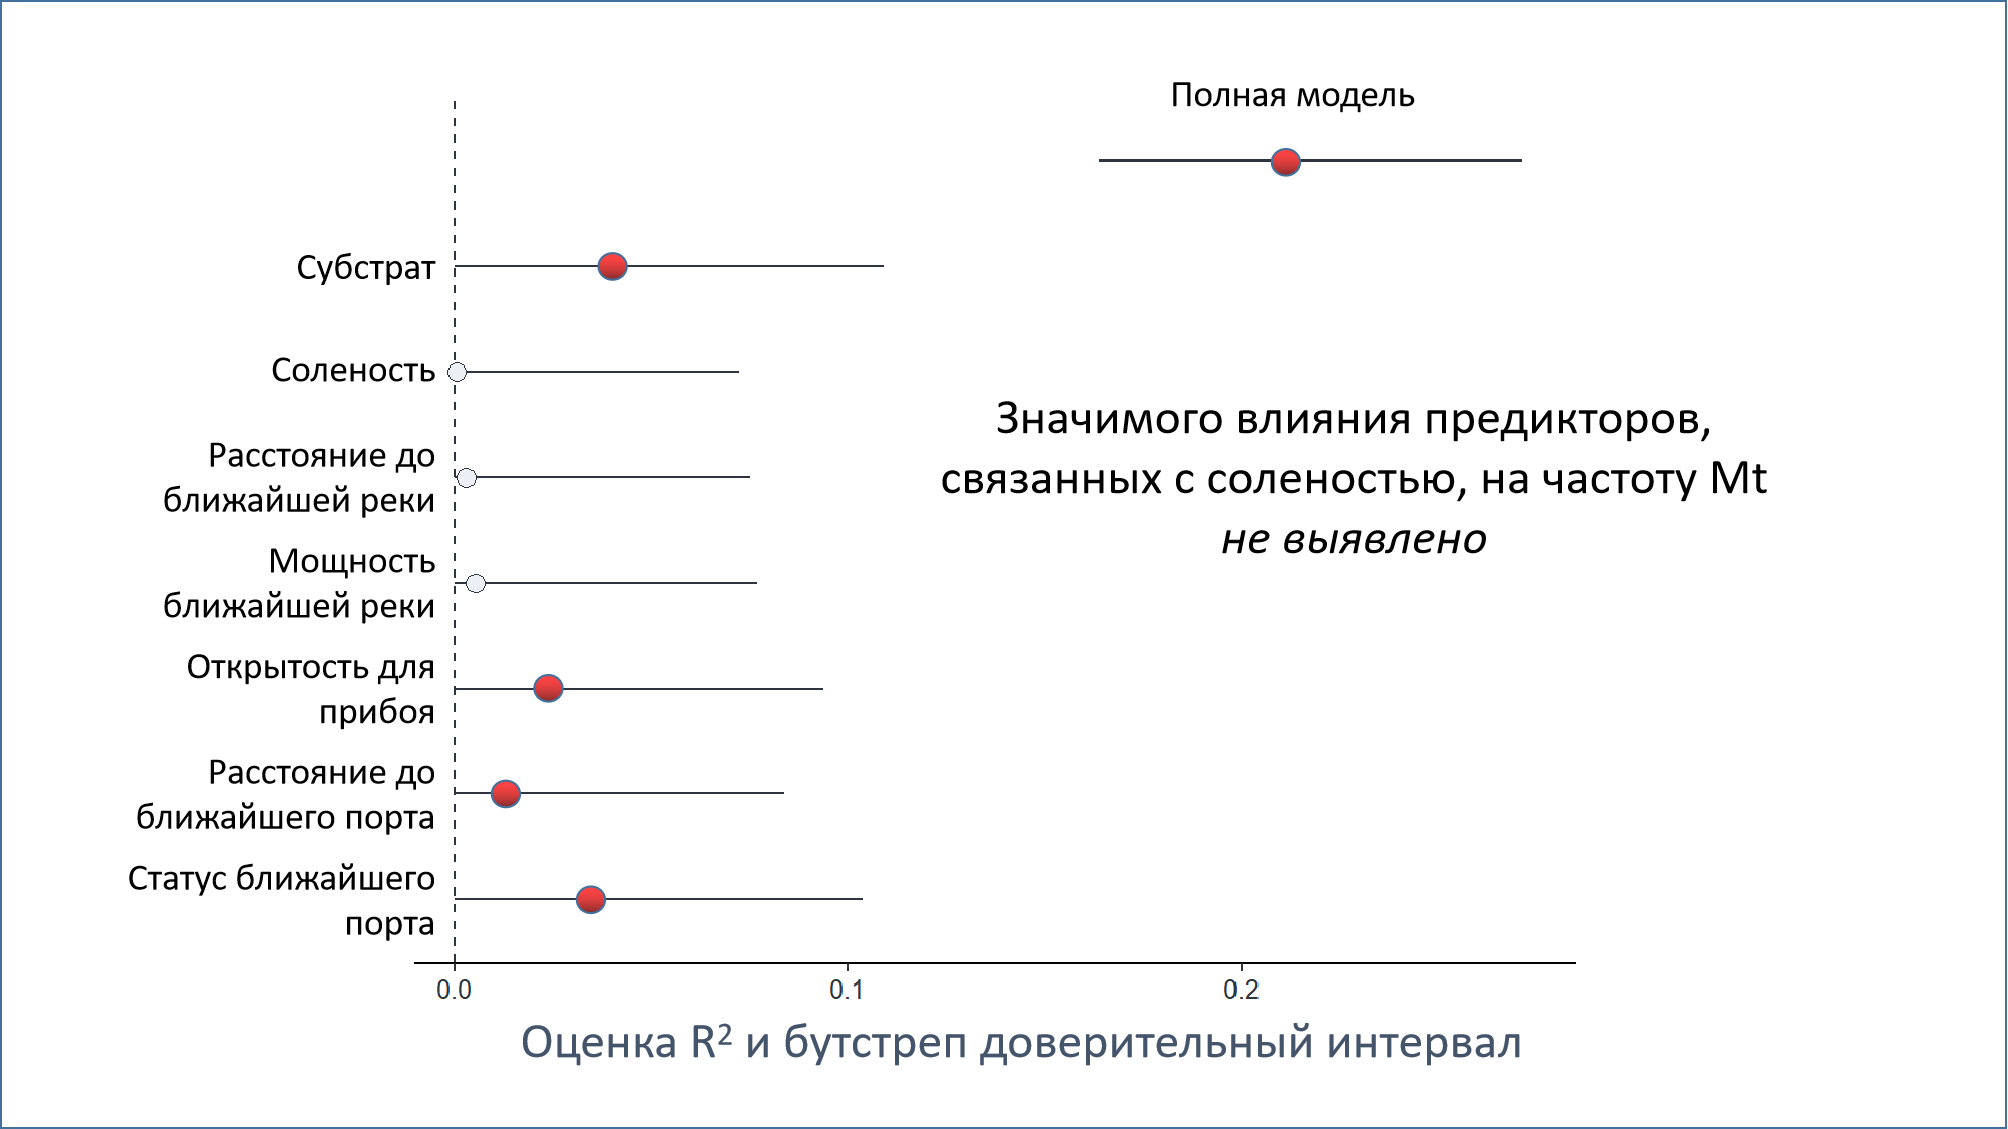 Полная модель
Субстрат
Соленость
Расстояние до
ближайшей реки
Мощность
ближайшей реки
Открытость для
прибоя
Расстояние до
ближайшего порта
Статус ближайшего
порта
Значимого влияния предикторов,
связанных с соленостью, на частоту Mt
не выявлено
0.0 0.1 0.2
Оценка R² и бутстреп доверительный интервал